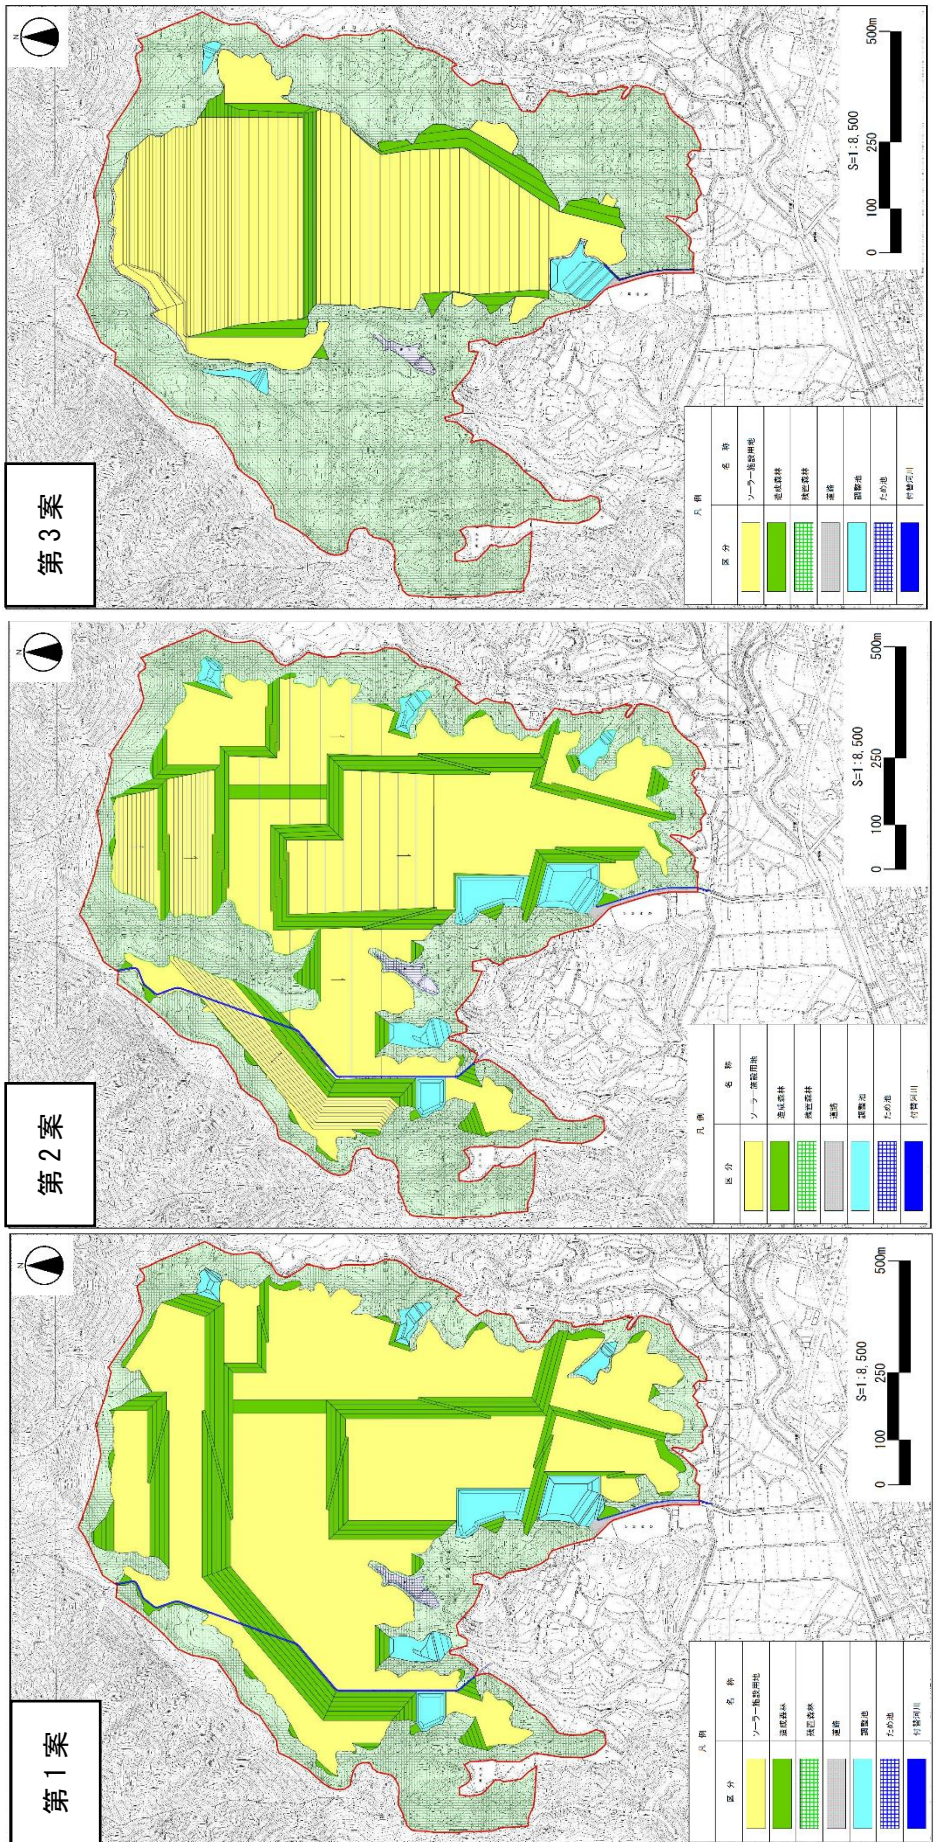 第3案
N
S=1:8,500
0 100 250 500m
凡 例
区 分 名 称
ソーラー施設用地
造成森林
残置森林
道路
調整池
ため池
付替河川
第2案
N
S=1:8,500
0 100 250 500m
凡 例
区 分 名 称
ソーラー施設用地
造成森林
残置森林
道路
調整池
ため池
付替河川
第1案
N
S=1:8,500
0 100 250 500m
凡 例
区 分 名 称
ソーラー施設用地
造成森林
残置森林
道路
調整池
ため池
付替河川